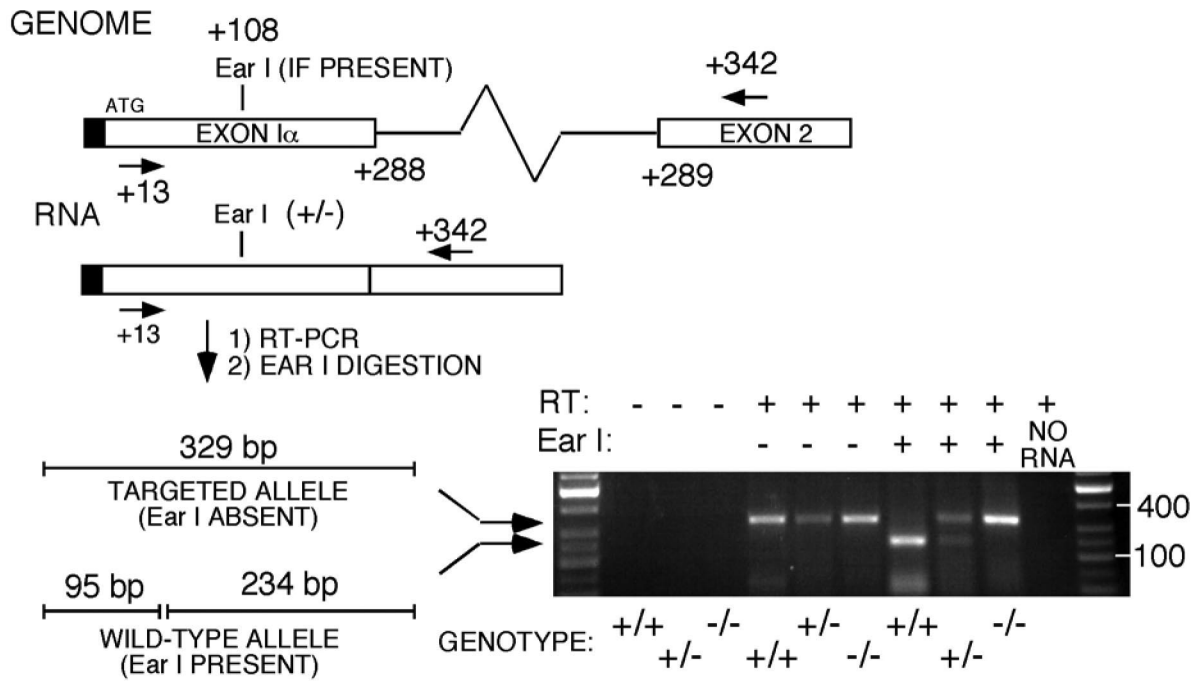 GENOME
+108
Ear I (IF PRESENT)
+342
ATG
EXON Iα
EXON 2
+288
+289
+13
RNA
Ear I (+/-)
+342
+13
1) RT-PCR
2) EAR I DIGESTION
RT: - - - + + + + + + +
Ear I: - - - + + + NO
RNA
329 bp
TARGETED ALLELE
(Ear I ABSENT)
400
100
95 bp 234 bp
WILD-TYPE ALLELE
(Ear I PRESENT)
GENOTYPE: +/+ +/- -/- +/+ +/- -/- +/+ +/- -/-